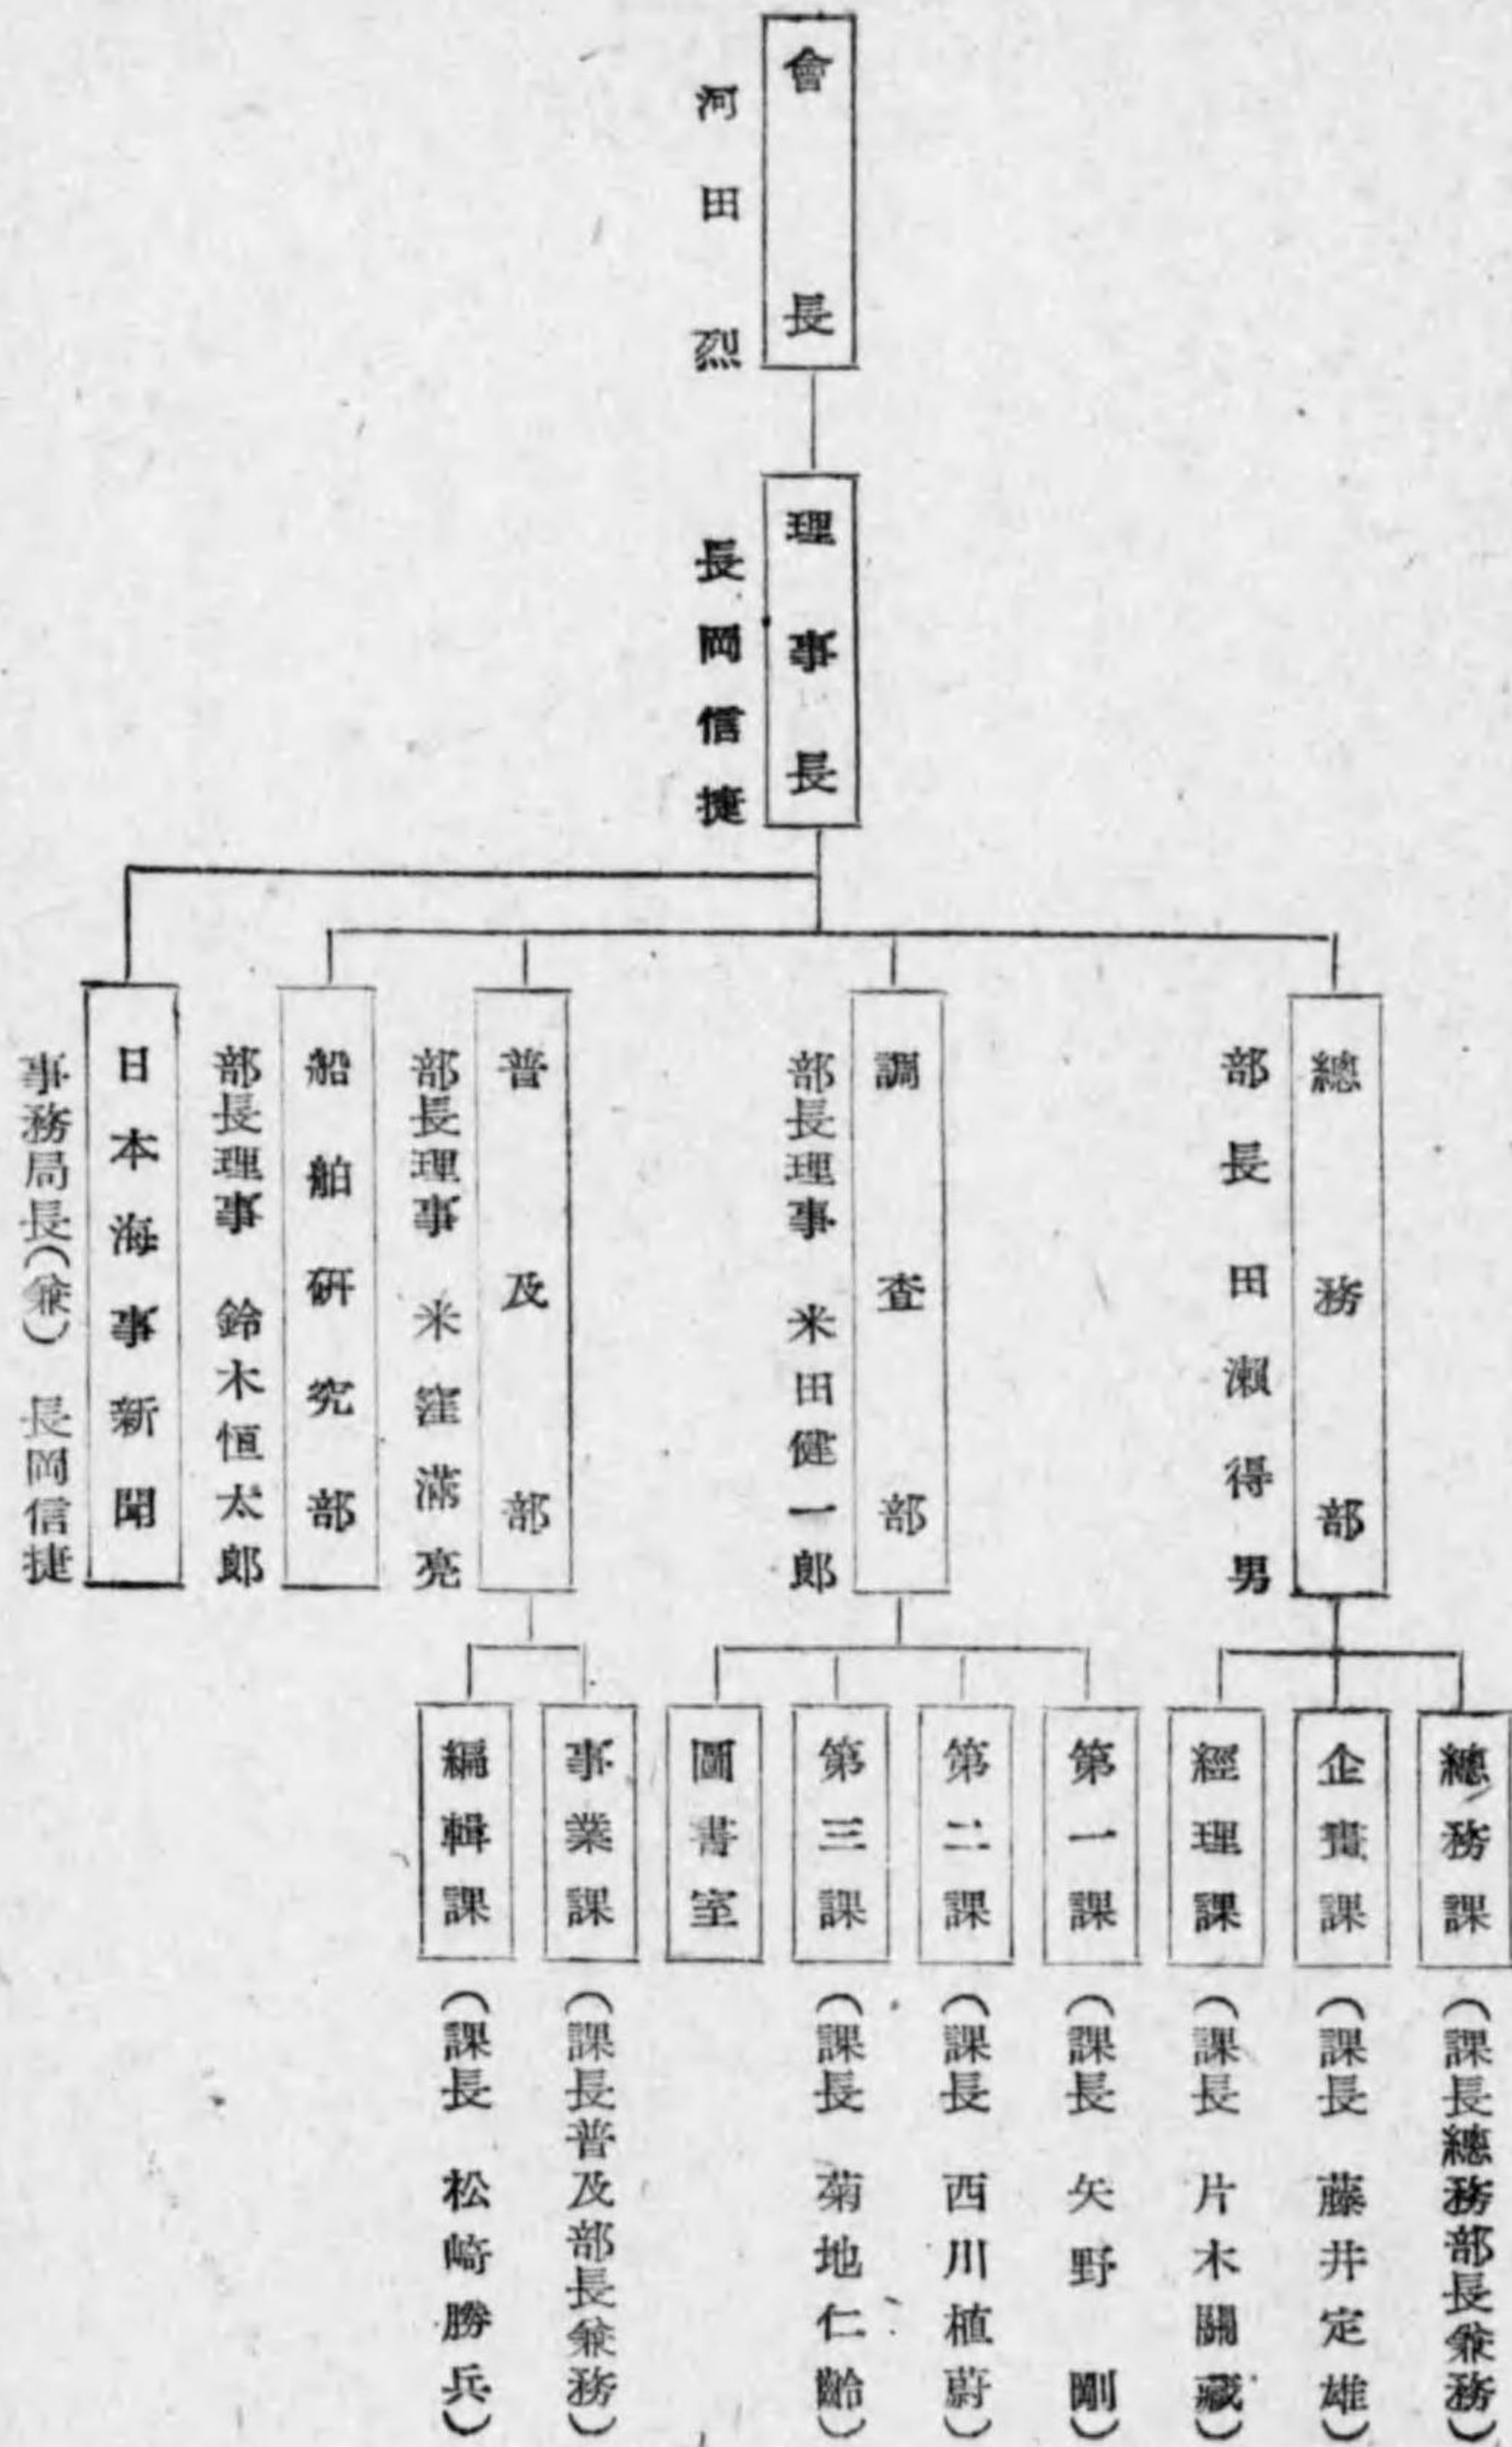 會長
河田烈
理事長
長岡信捷
總務部
部長 田瀬得男
總務課
(課長總務部長兼務)
企畫課
(課長 藤井定雄)
經理課
(課長 片木關藏)
調査部
部長理事 米田健一郎
第一課
(課長 矢野剛)
第二課
(課長 西川植蔚)
第三課
(課長 菊地仁齡)
圖書室
普及部
部長理事 米窪滿亮
事業課
(課長普及部長兼務)
編輯課
(課長 松崎勝兵)
船舶研究部
部長理事 鈴木恒太郎
日本海事新聞
事務局長(兼) 長岡信捷